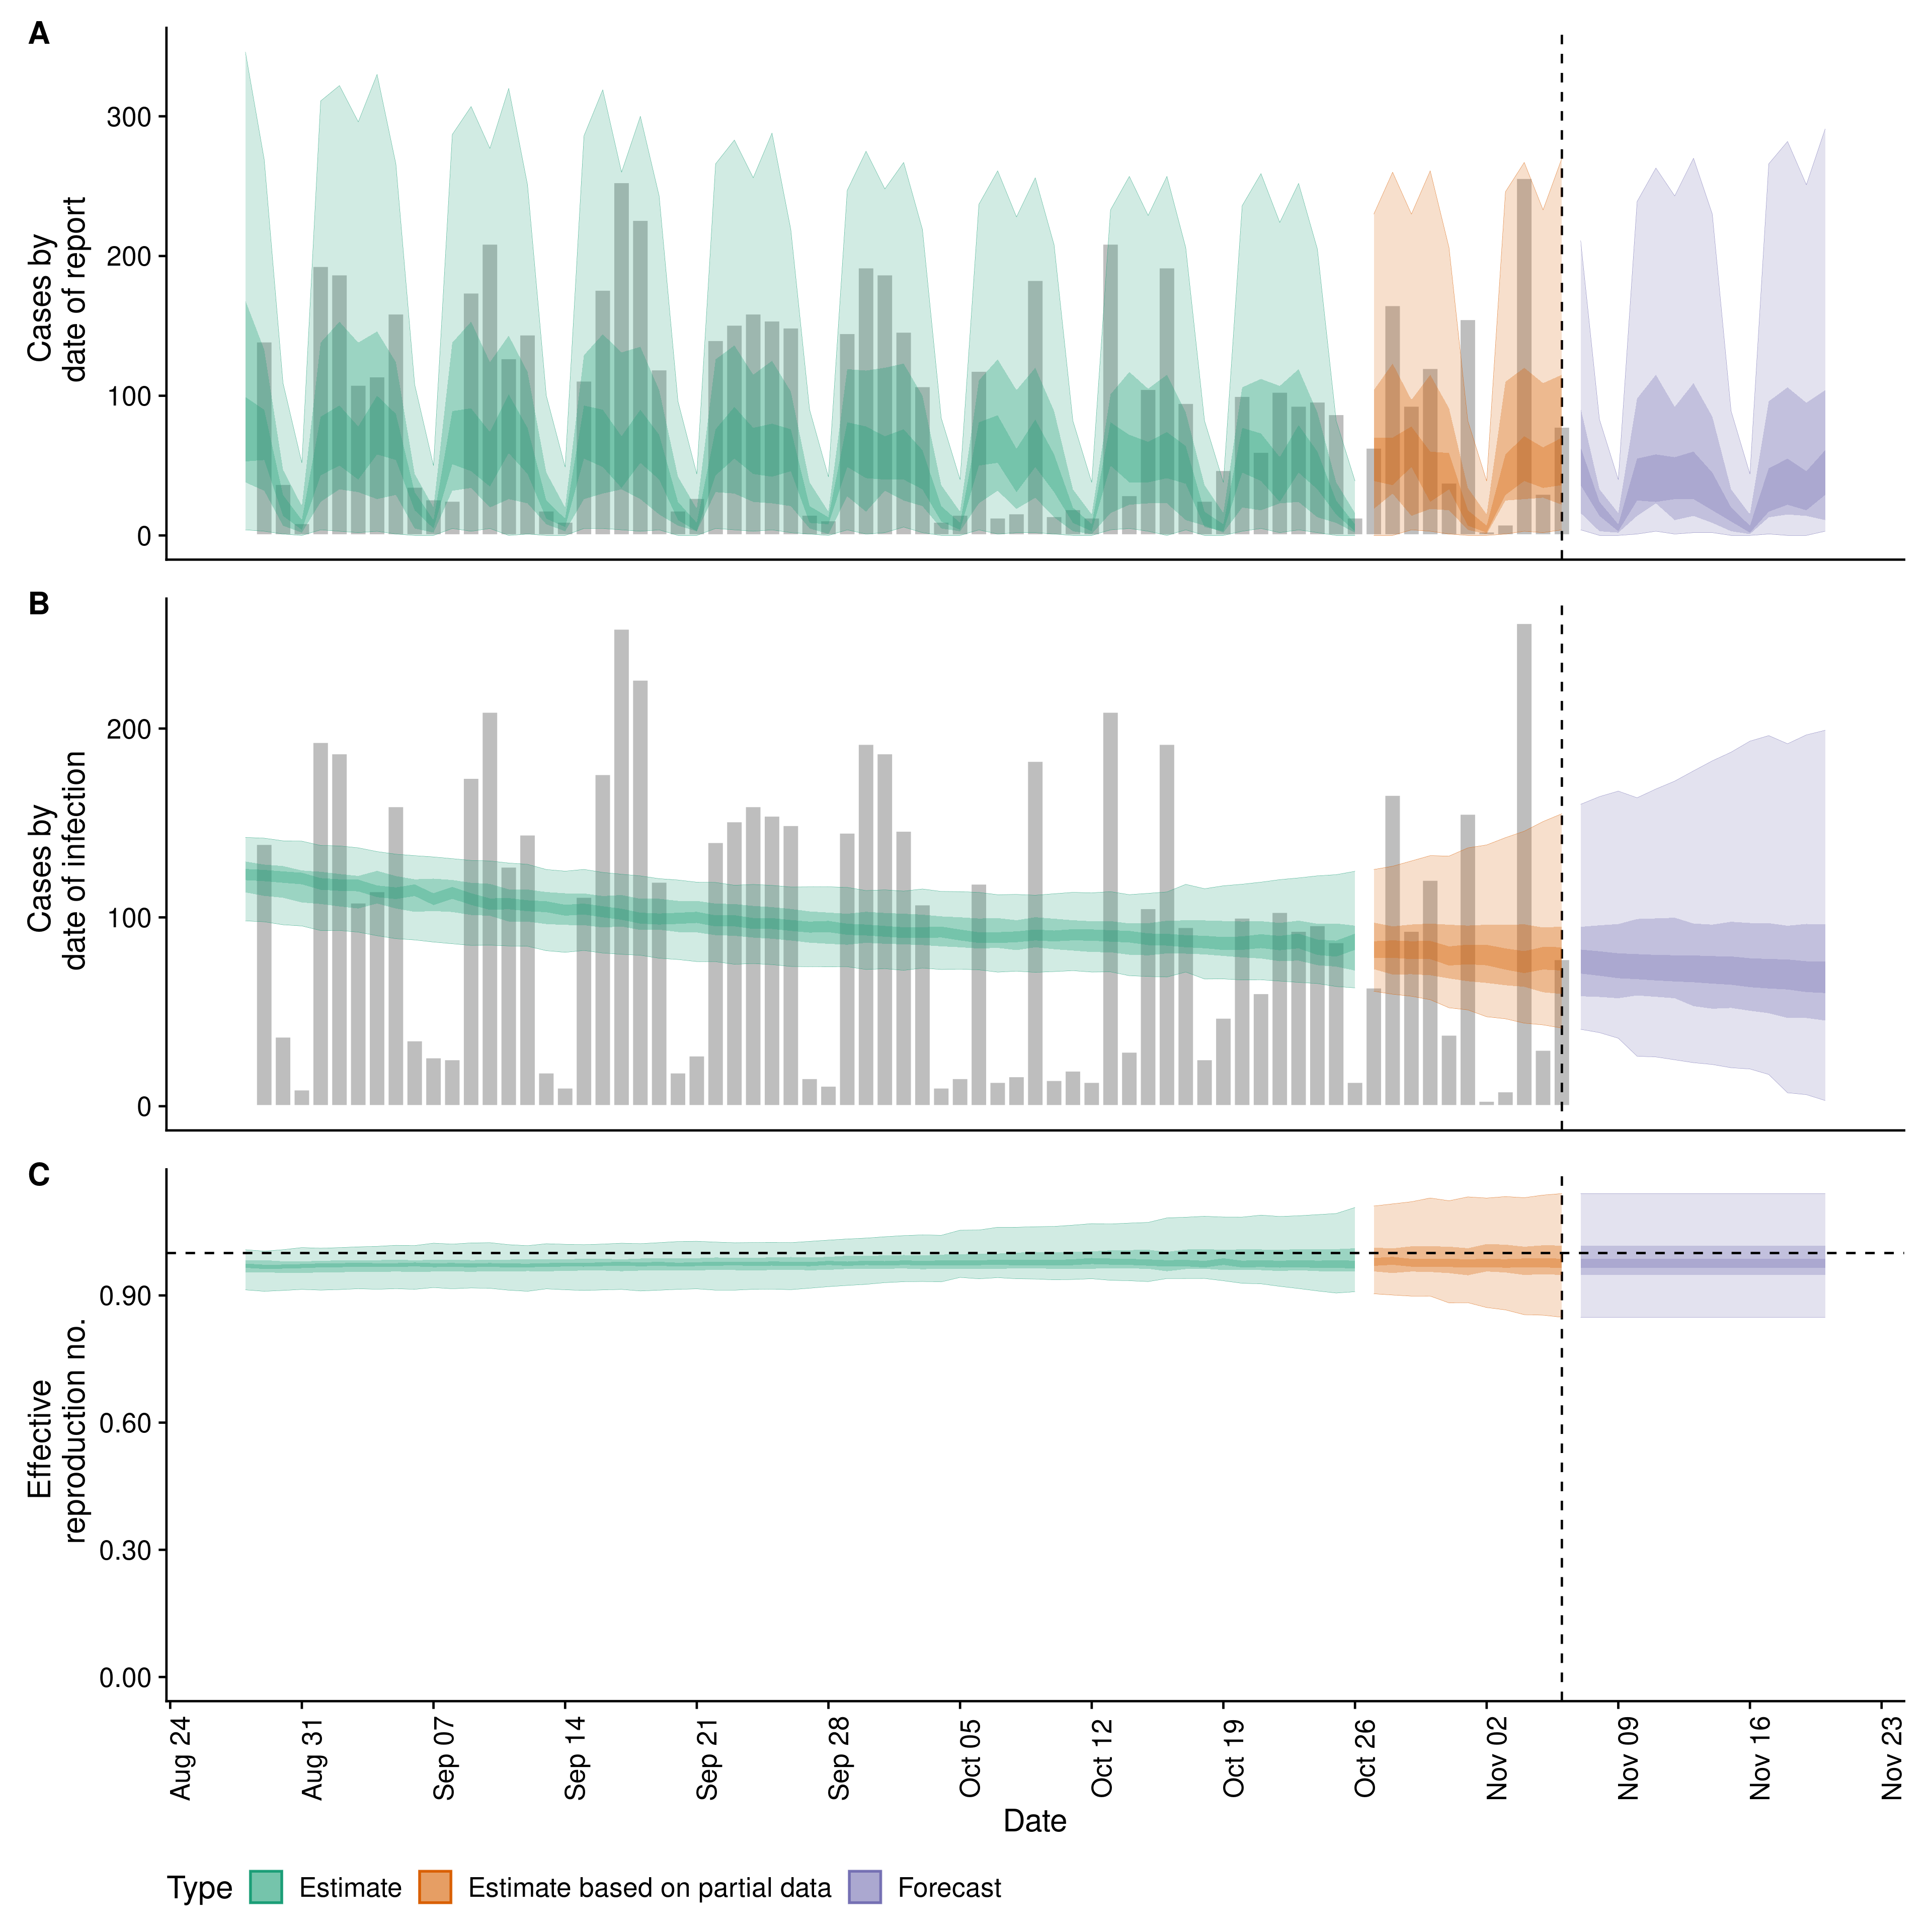 A
Cases by
date of report
300
200
100
0
B
Cases by
date of infection
200
100
0
C
Effective
reproduction no.
0.90
0.60
0.30
0.00
Aug 24
Aug 31
Sep 07
Sep 14
Sep 21
Sep 28
Oct 05
Oct 12
Oct 19
Oct 26
Nov 02
Nov 09
Nov 16
Nov 23
Date
Type Estimate Estimate based on partial data Forecast